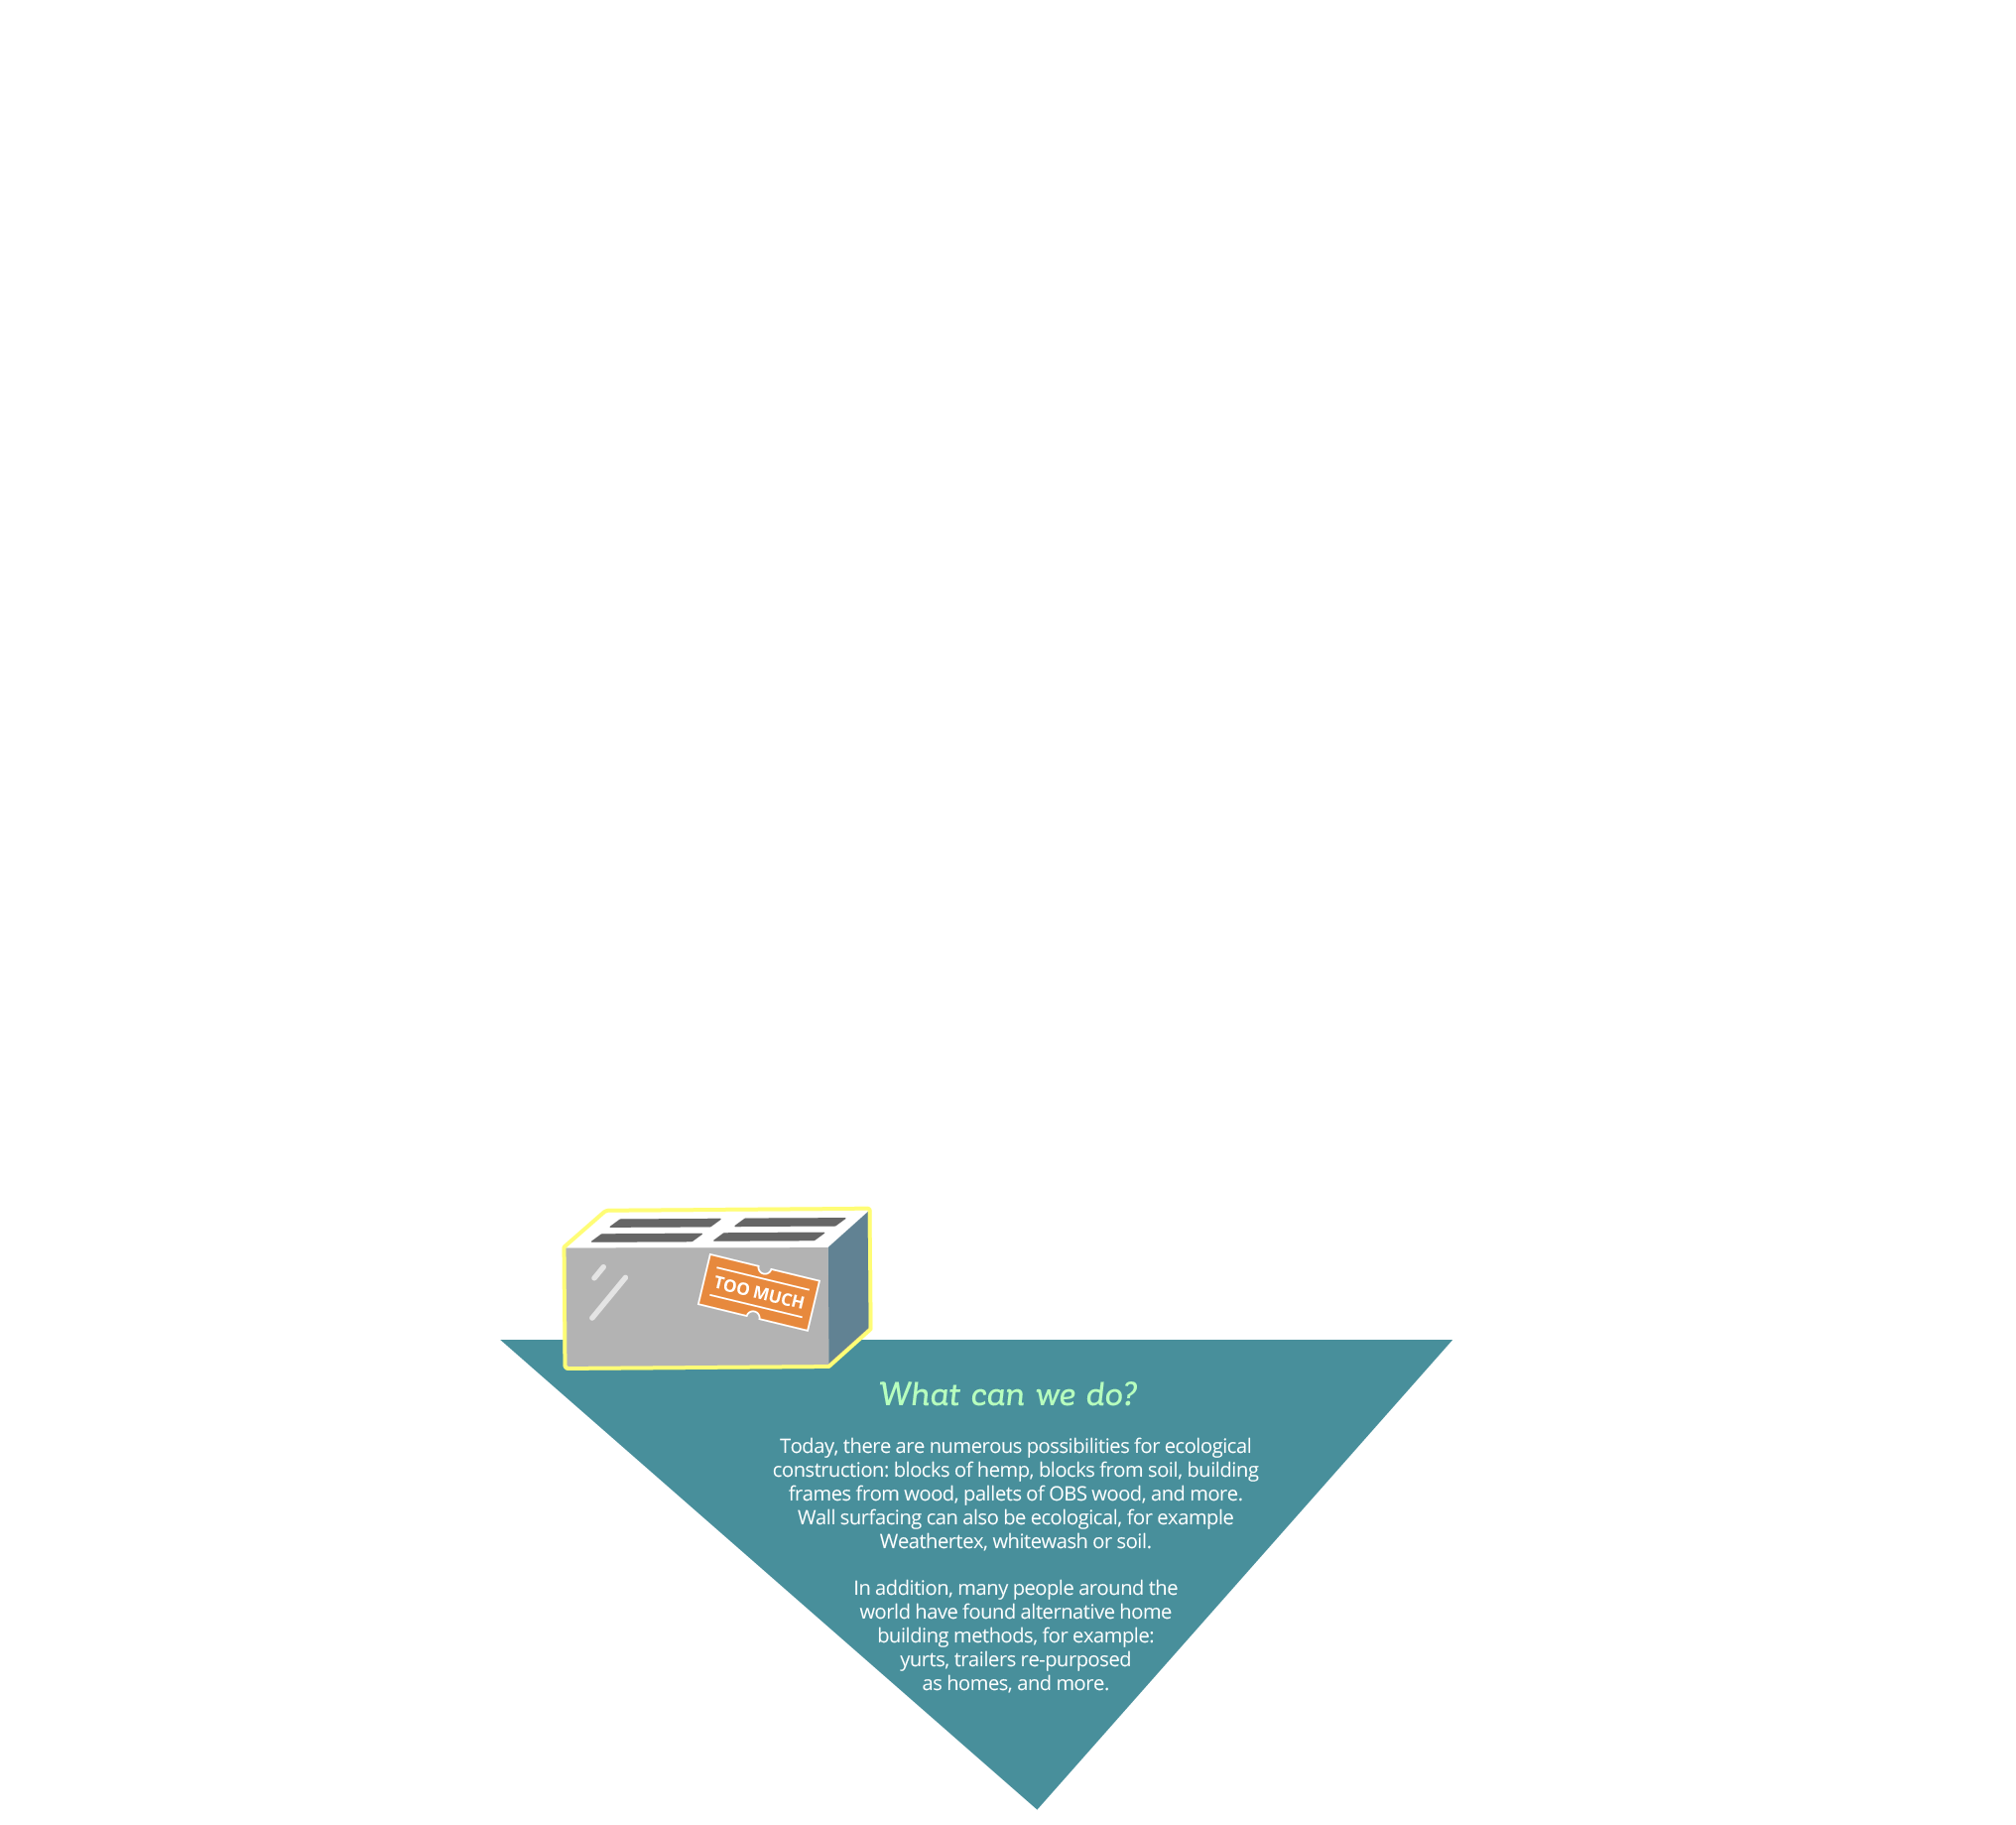 TOO MUCH
What can we do?
Today, there are numerous possibilities for ecological
construction: blocks of hemp, blocks from soil, building
frames from wood, pallets of OBS wood, and more.
Wall surfacing can also be ecological, for example
Weathertex, whitewash or soil.
In addition, many people around the
world have found alternative home
building methods, for example:
yurts, trailers re-purposed
as homes, and more.